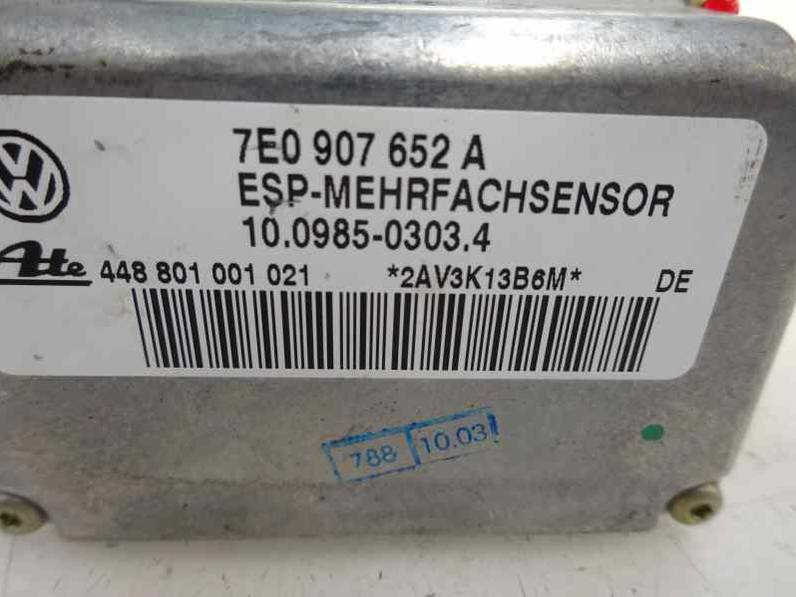 7E0 907 652 A
ESP-MEHRFACHSENSOR
10.0985-0303.4
Ate 448 801 001 021 *2AV3K13B6M* DE
788 10.03